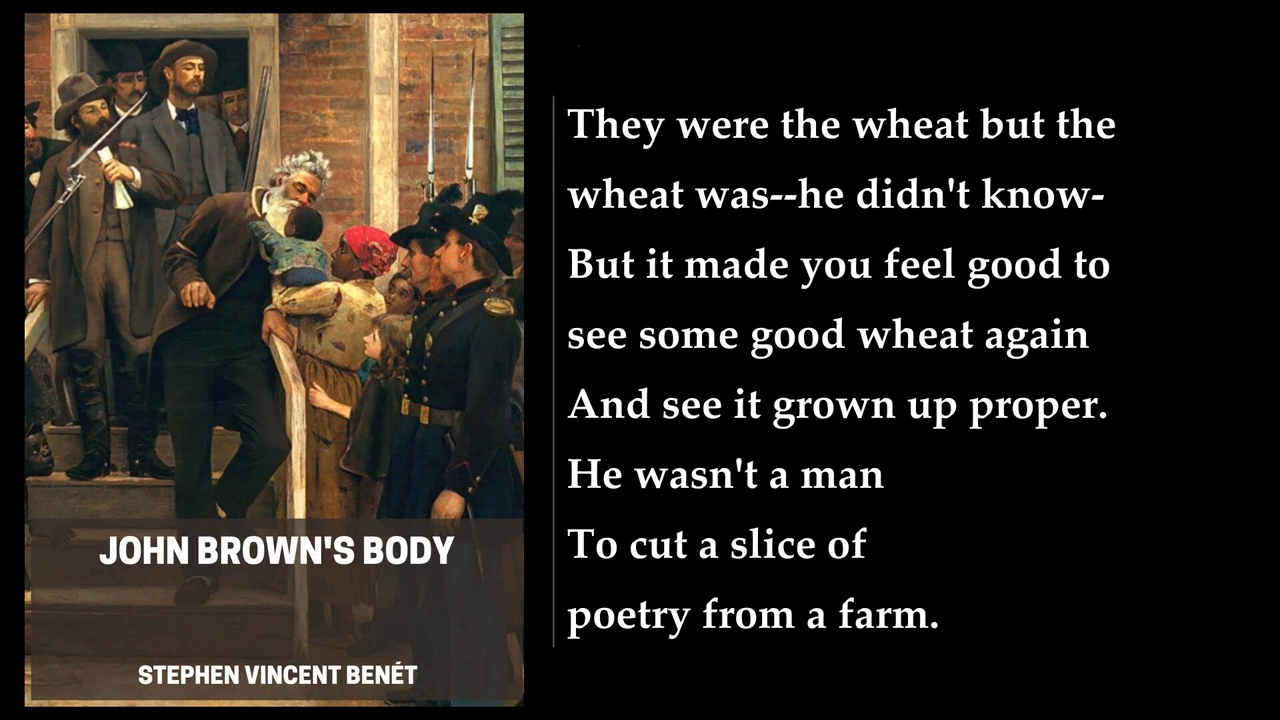 JOHN BROWN'S BODY
STEPHEN VINCENT BENÉT
They were the wheat but the
wheat was--he didn't know-
But it made you feel good to
see some good wheat again
And see it grown up proper.
He wasn't a man
To cut a slice of
poetry from a farm.